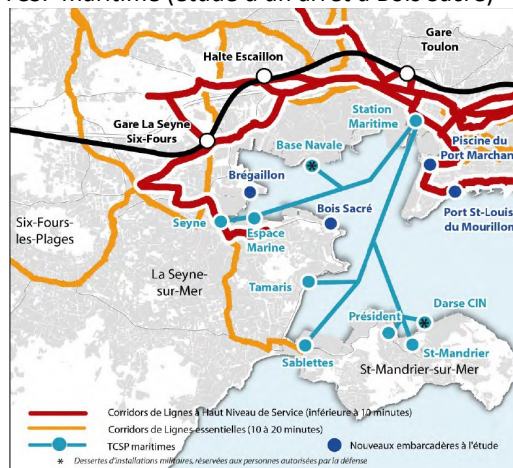 TCSP maritime (étude d'un arrêt à Bois Sacré)
Gare
Toulon
Halte Escaillon
Station
Maritime
Gare La Seyne
Six-Fours
Base Navale
Piscine du
Port Marchan
Brégaillon
Bois Sacré
Port St-Louis
du Mourillon
Six-Fours
les-Plages
Seyne
Espace
Marine
La Seyne-
sur-Mer
Tamaris
Président
Darse CIN
St-Mandrier
Sablettes
St-Mandrier-sur-Mer
Corridors de Lignes à Haut Niveau de Service (inférieure à 10 minutes)
Corridors de Lignes essentielles (10 à 20 minutes)
TCSP maritimes
Nouveaux embarcadères à l'étude
* Dessertes d'installations militaires, réservées aux personnes autorisées par la défense